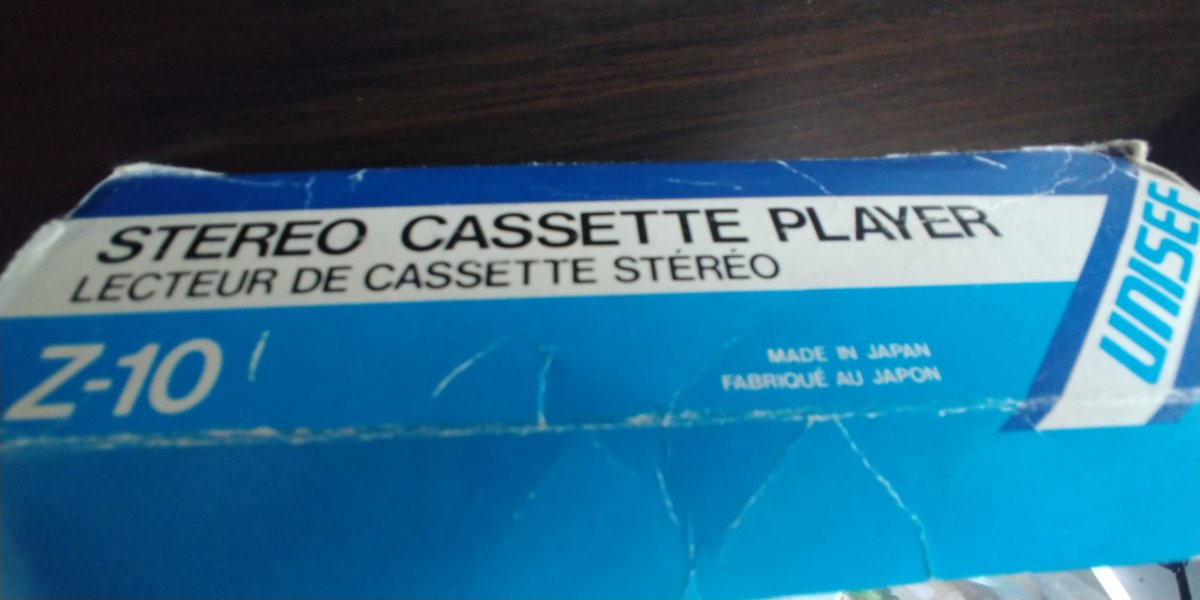 STEREO CASSETTE PLAYER
LECTEUR DE CASSETTE STÉRÉO
Z-10
MADE IN JAPAN
FABRIQUÉ AU JAPON
UNISEF